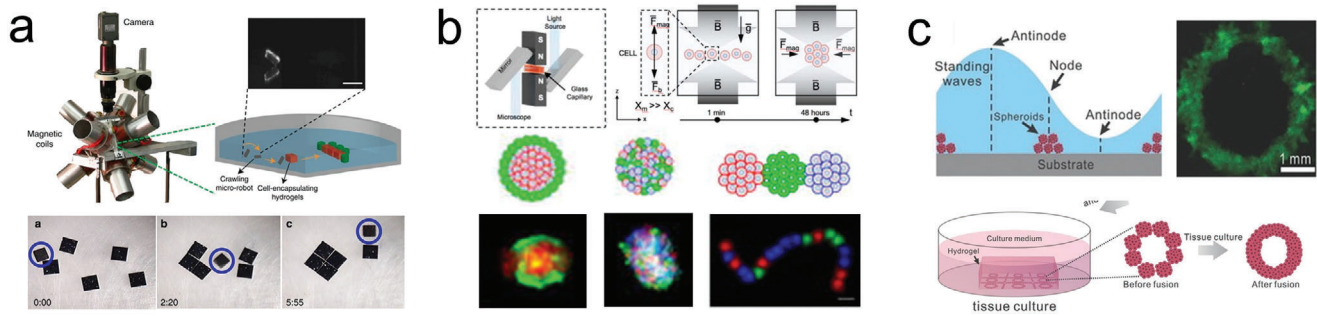 a
Camera
Magnetic
coils
Crawling
micro-robot
Cell-encapsulating
hydrogels
a
0:00
b
2:20
c
5:55
b
Light
Source
Mirror
S
N
N
S
Glass
Capillary
Microscope
CELL
F̅mag
F̅b
z
x
Xm >> Xc
B̅
g̅
B̅
1 min
B̅
F̅mag
F̅mag
B̅
48 hours
t
c
Antinode
Standing
waves
Node
Spheroids
Antinode
Substrate
1 mm
Culture medium
Hydrogel
tissue culture
Before fusion
Tissue culture
After fusion